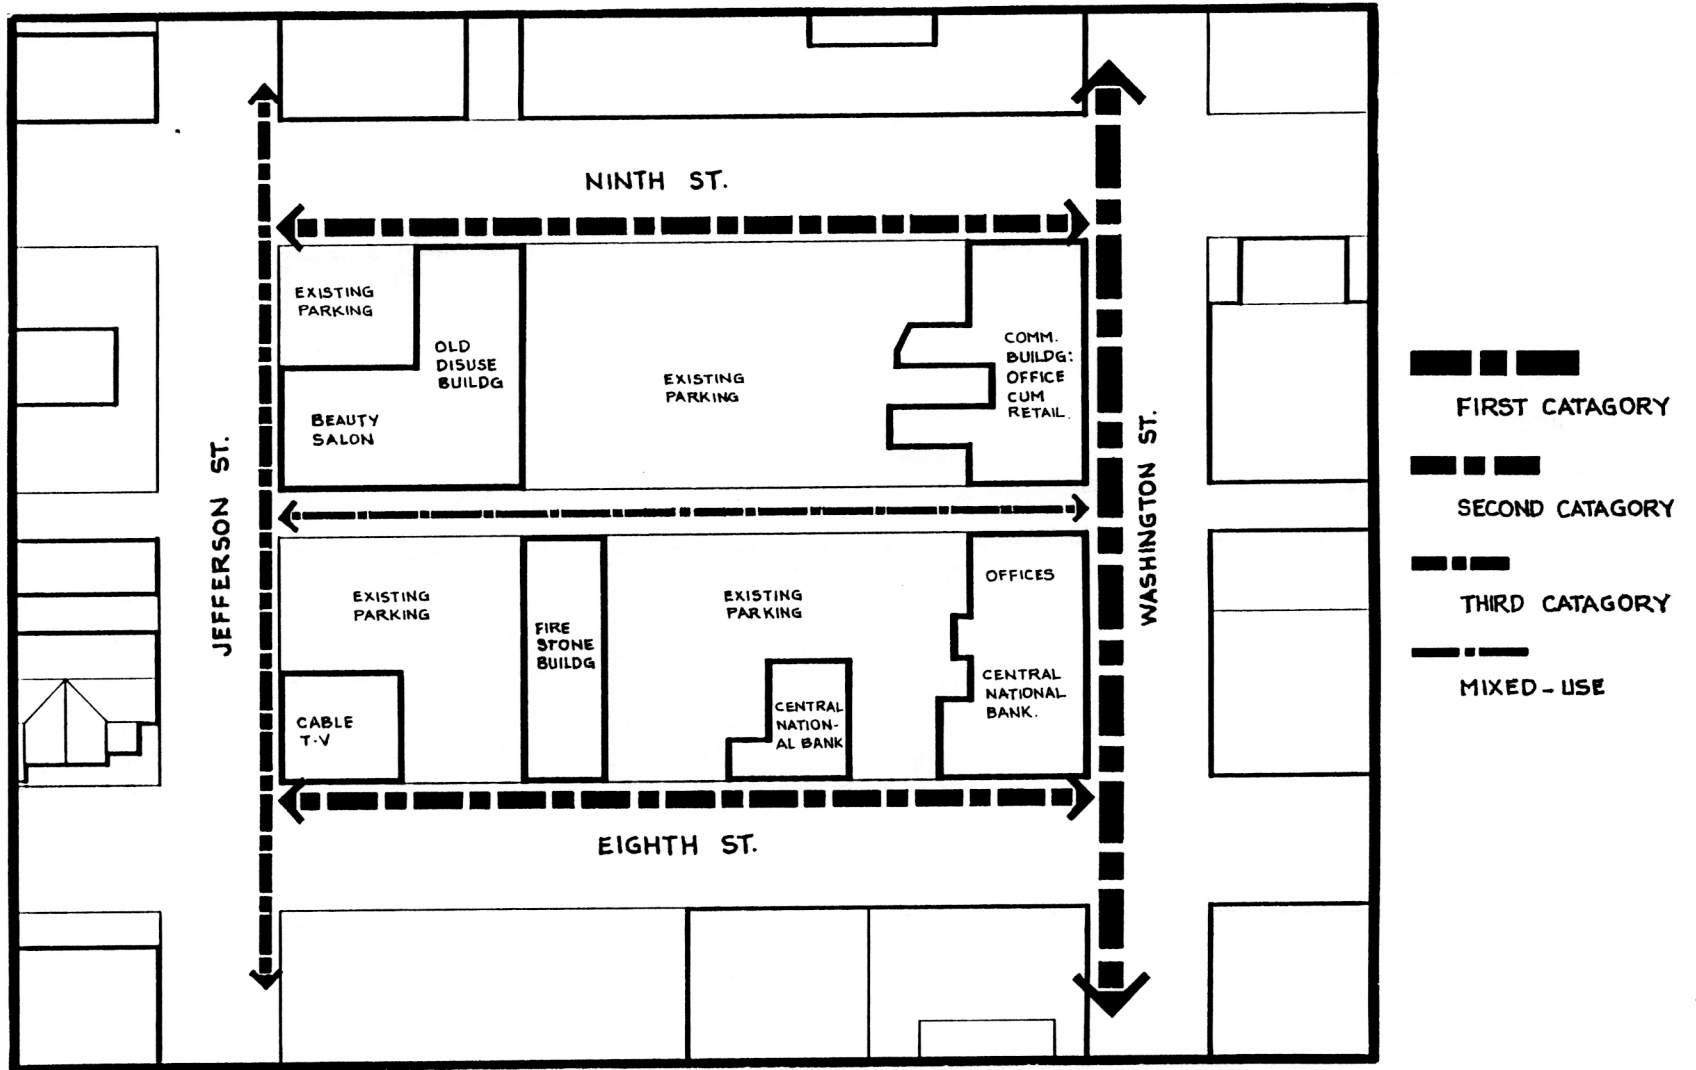 NINTH ST.
EXISTING
PARKING
OLD
DISUSE
BUILDG
BEAUTY
SALON
EXISTING
PARKING
COMM.
BUILDG:
OFFICE
CUM
RETAIL.
JEFFERSON ST.
WASHINGTON ST.
EXISTING
PARKING
FIRE
STONE
BUILDG
EXISTING
PARKING
OFFICES
CENTRAL
NATIONAL
BANK.
CABLE
T-V
CENTRAL
NATION-
AL BANK
EIGHTH ST.
FIRST CATAGORY
SECOND CATAGORY
THIRD CATAGORY
MIXED-USE